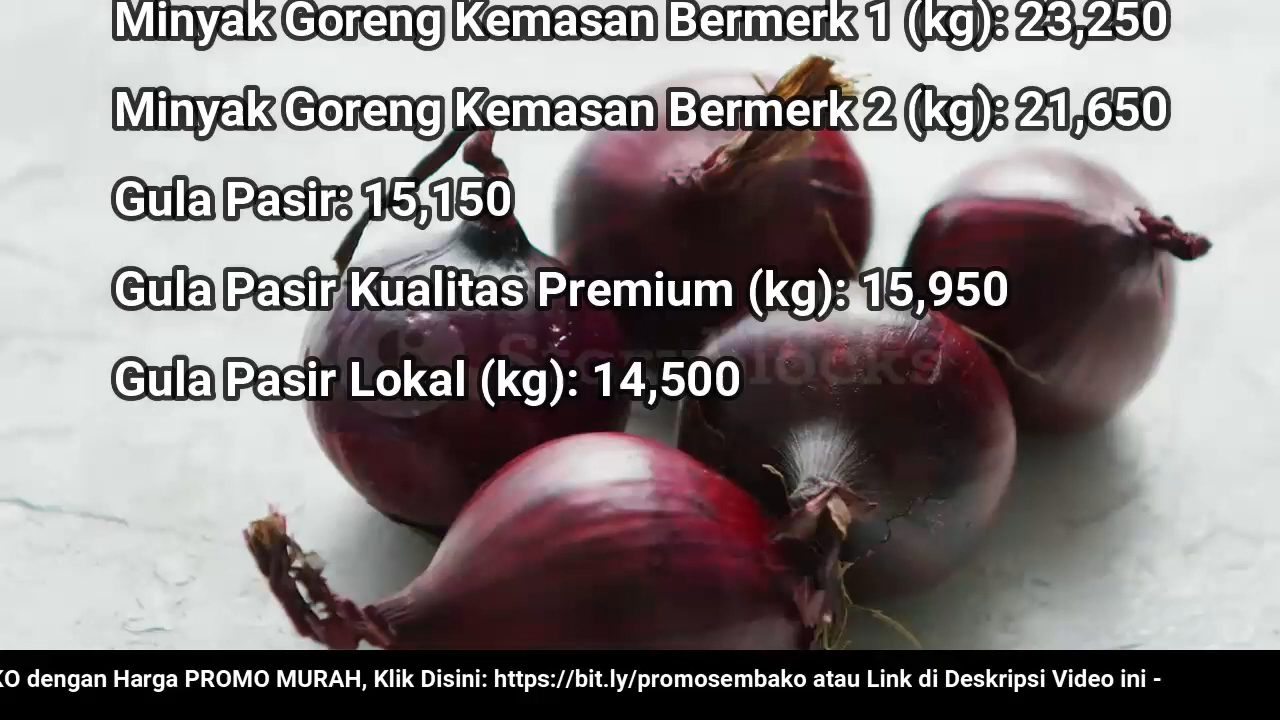 Minyak Goreng Kemasan Bermerk 1 (kg): 23,250
Minyak Goreng Kemasan Bermerk 2 (kg): 21,650
Gula Pasir: 15,150
Gula Pasir Kualitas Premium (kg): 15,950
Gula Pasir Lokal (kg): 14,500
KO dengan Harga PROMO MURAH, Klik Disini: https://bit.ly/promosembako atau Link di Deskripsi Video ini -